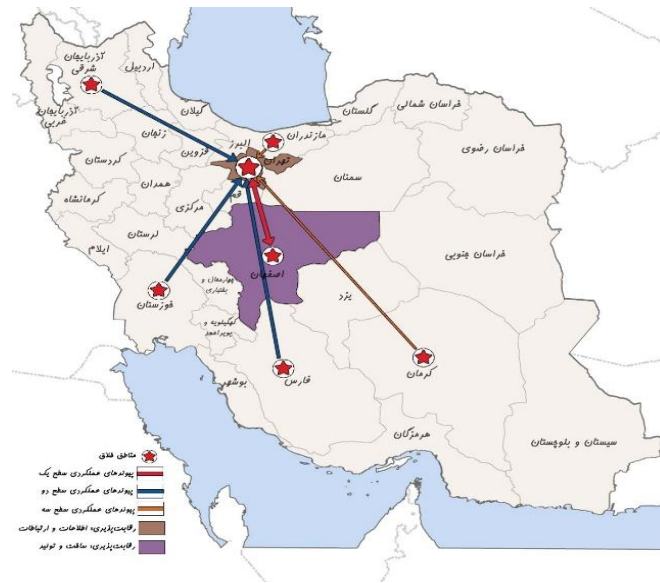 آذربایجان
شرقی
اردبیل
آذربایجان
غربی
گیلان
زنجان
کردستان
قزوین
البرز
تهران
مازندران
گلستان
خراسان شمالی
خراسان رضوی
سمنان
همدان
کرمانشاه
مرکزی
قم
لرستان
ایلام
اصفهان
خراسان جنوبی
چهارمحال و
بختیاری
خوزستان
یزد
کهگیلویه و
بویراحمد
فارس
کرمان
بوشهر
هرمزگان
سیستان و بلوچستان
مناطق خلاق
پیوندهای عملکردی سطح یک
پیوندهای عملکردی سطح دو
پیوندهای عملکردی سطح سه
رقابت‌پذیری، اطلاعات و ارتباطات
رقابت‌پذیری، ساخت و تولید